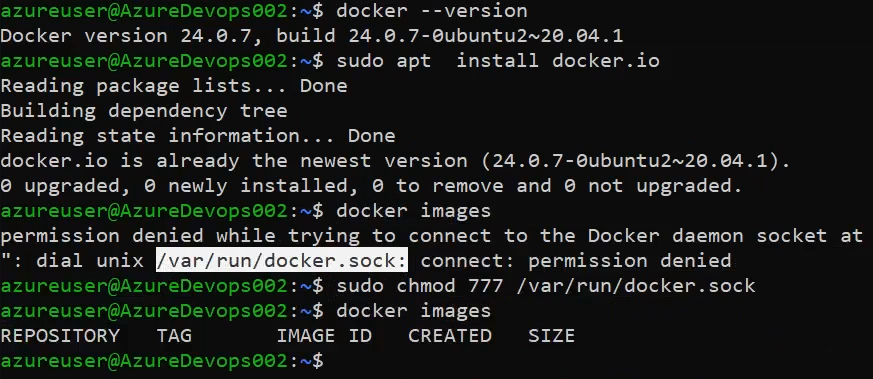 azureuser@AzureDevops002:~$ docker --version
Docker version 24.0.7, build 24.0.7-0ubuntu2~20.04.1
azureuser@AzureDevops002:~$ sudo apt  install docker.io
Reading package lists... Done
Building dependency tree
Reading state information... Done
docker.io is already the newest version (24.0.7-0ubuntu2~20.04.1).
0 upgraded, 0 newly installed, 0 to remove and 0 not upgraded.
azureuser@AzureDevops002:~$ docker images
permission denied while trying to connect to the Docker daemon socket at
": dial unix /var/run/docker.sock: connect: permission denied
azureuser@AzureDevops002:~$ sudo chmod 777 /var/run/docker.sock
azureuser@AzureDevops002:~$ docker images
REPOSITORY   TAG       IMAGE ID   CREATED   SIZE
azureuser@AzureDevops002:~$